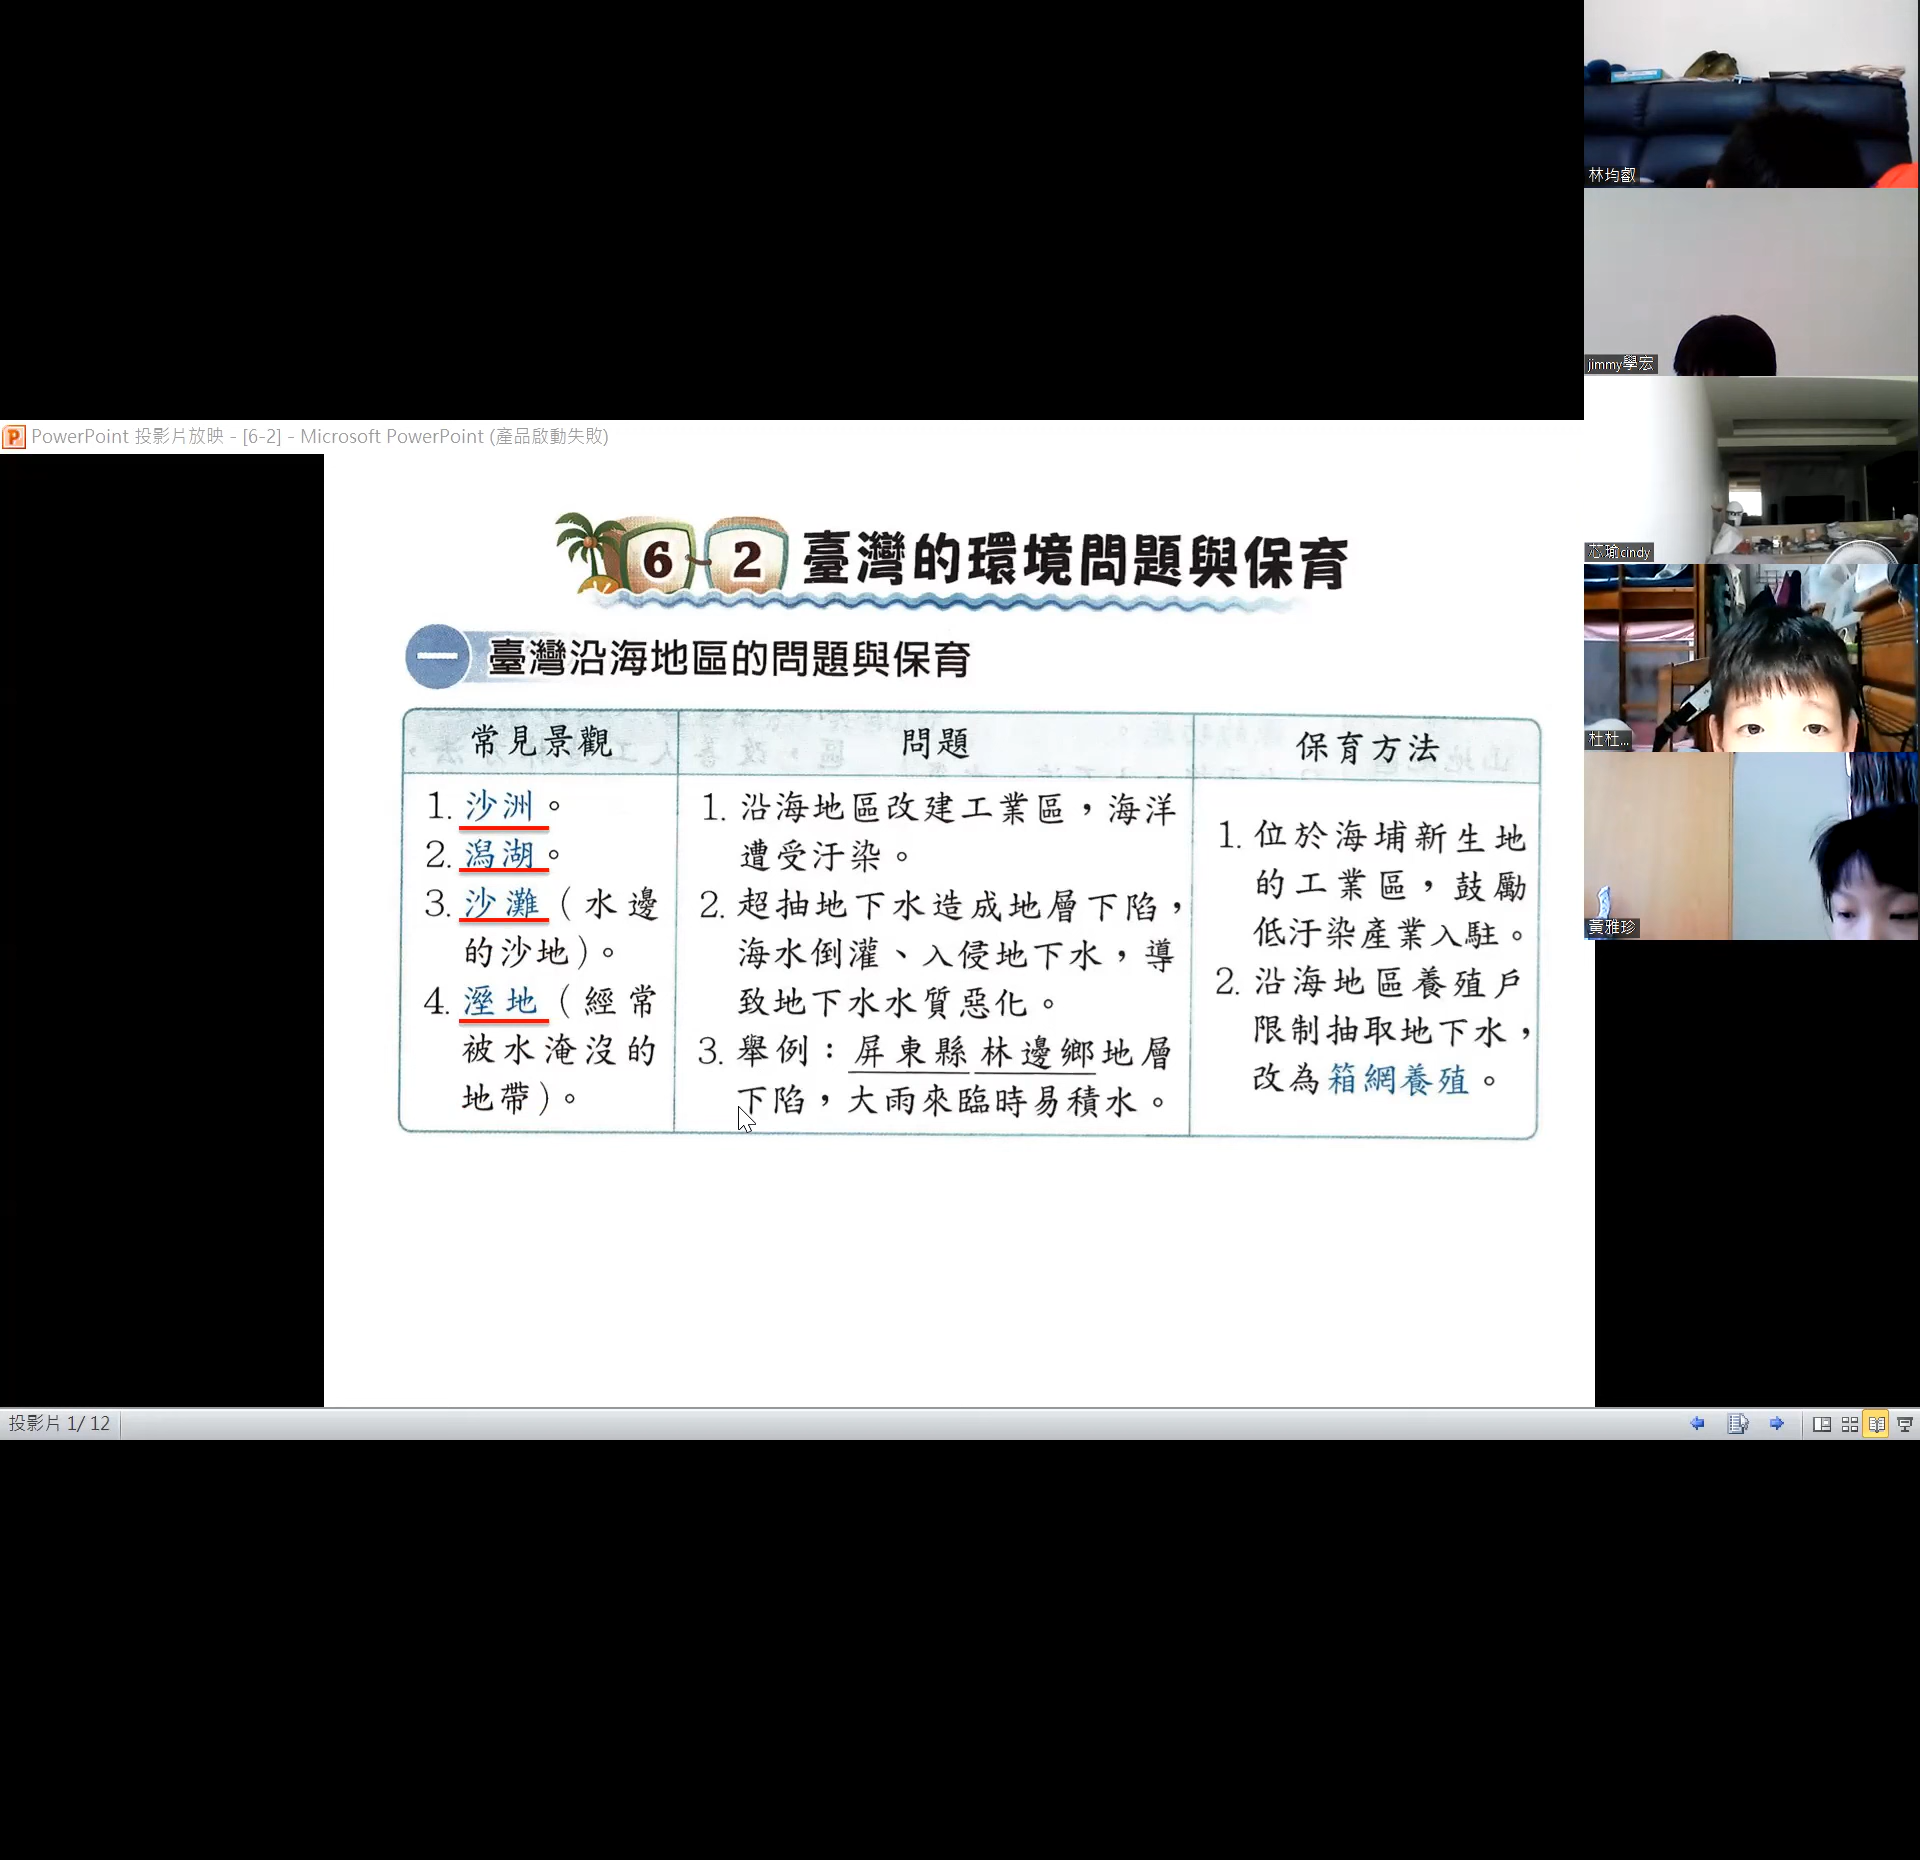 PowerPoint 投影片放映 - [6-2] - Microsoft PowerPoint (產品啟動失敗)
6-2 臺灣的環境問題與保育
一 臺灣沿海地區的問題與保育
常見景觀
1. 沙洲。
2. 潟湖。
3. 沙灘(水邊
的沙地)。
4. 溼地(經常
被水淹沒的
地帶)。
問題
1. 沿海地區改建工業區,海洋
遭受汙染。
2. 超抽地下水造成地層下陷,
海水倒灌、入侵地下水,導
致地下水水質惡化。
3. 舉例:屏東縣林邊鄉地層
下陷,大雨來臨時易積水。
保育方法
1. 位於海埔新生地
的工業區,鼓勵
低汙染產業入駐。
2. 沿海地區養殖戶
限制抽取地下水,
改為箱網養殖。
投影片 1/ 12
林均叡
jimmy學宏
芯瑜cindy
杜杜...
黃雅珍